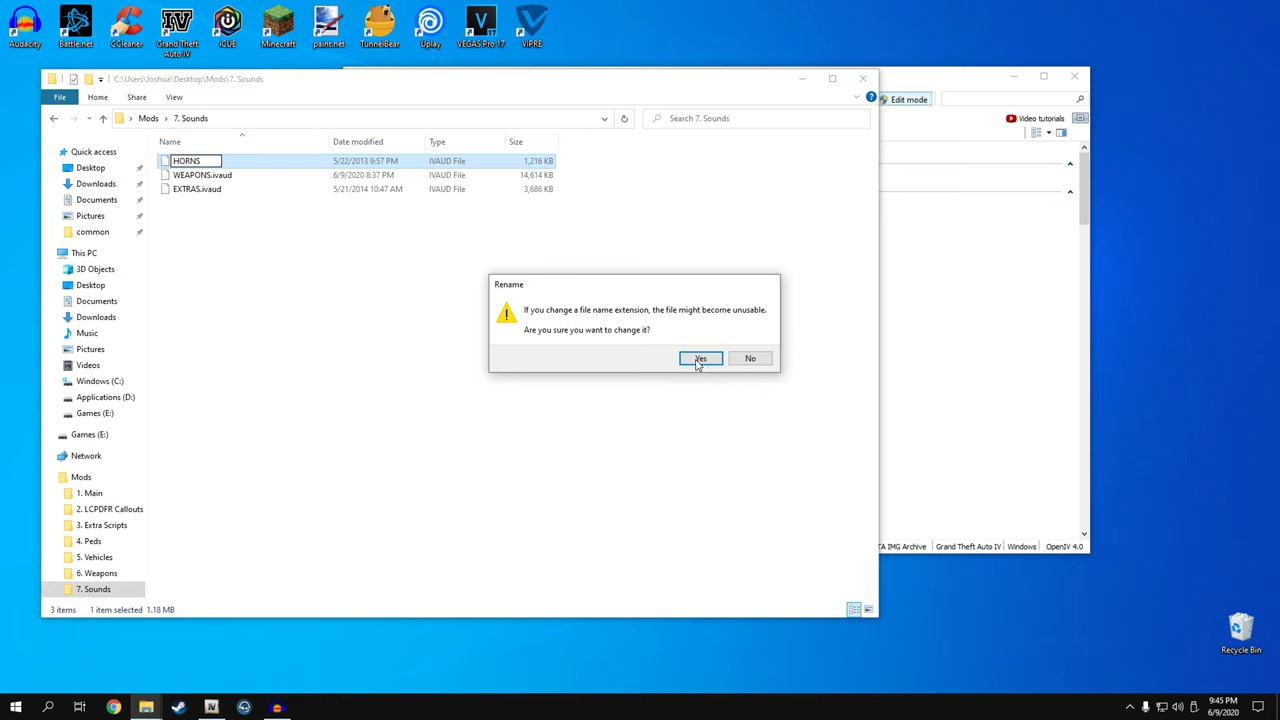 Audacity
Battle.net
CCleaner
Grand Theft Auto IV
iCUE
Minecraft
paint.net
TunnelBear
Uplay
VEGAS Pro 17
VIPRE
C:\Users\Joshua\Desktop\Mods\7. Sounds
File
Home
Share
View
Edit mode
Mods
7. Sounds
Search 7. Sounds
Video tutorials
Name
Date modified
Type
Size
Quick access
HORNS
5/22/2013 9:57 PM
IVAUD File
1,216 KB
Desktop
WEAPONS.ivaud
6/9/2020 8:37 PM
IVAUD File
14,614 KB
Downloads
EXTRAS.ivaud
5/21/2014 10:47 AM
IVAUD File
3,686 KB
Documents
Pictures
common
This PC
3D Objects
Desktop
Documents
Downloads
Music
Pictures
Videos
Windows (C:)
Applications (D:)
Games (E:)
Games (E:)
Network
Mods
1. Main
2. LCPDFR Callouts
3. Extra Scripts
4. Peds
5. Vehicles
6. Weapons
7. Sounds
Rename
If you change a file name extension, the file might become unusable.
Are you sure you want to change it?
Yes
No
TA IMG Archive
Grand Theft Auto IV
Windows
OpenIV 4.0
3 items
1 item selected
1.18 MB
Recycle Bin
9:45 PM
6/9/2020